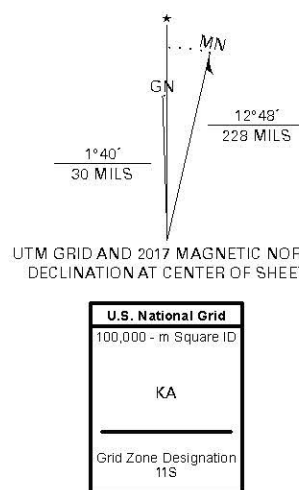 ★
MN
GN
12°48´
228 MILS
1°40´
30 MILS
UTM GRID AND 2017 MAGNETIC NOR
DECLINATION AT CENTER OF SHEET
U.S. National Grid
100,000 - m Square ID
KA
Grid Zone Designation
11S